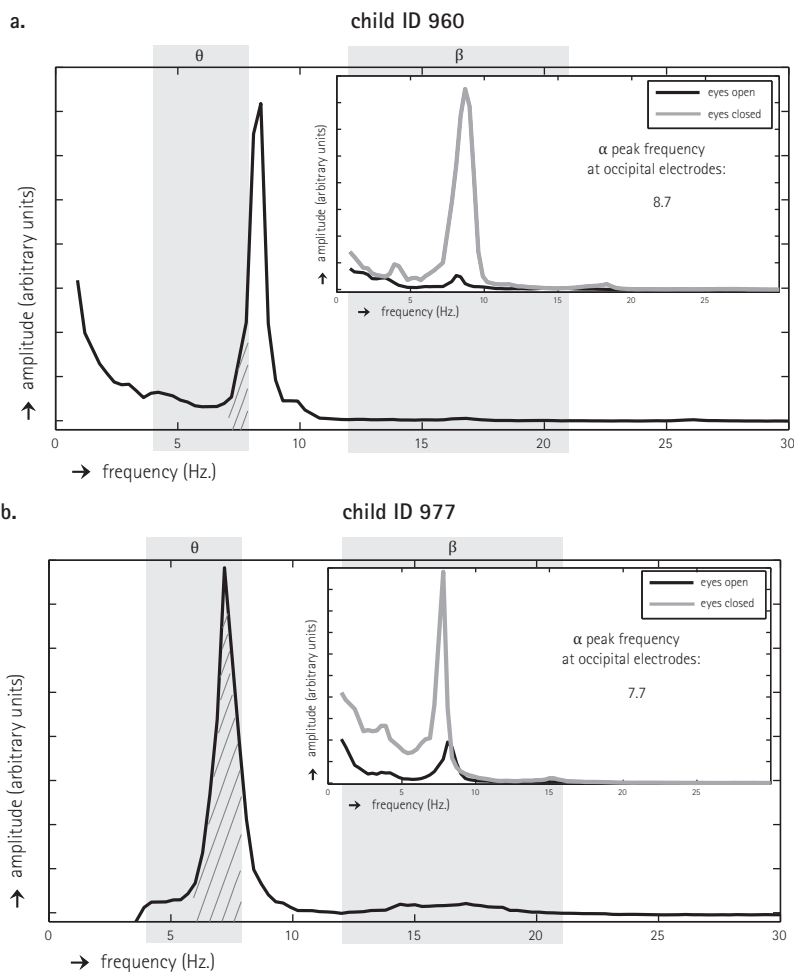 a.
child ID 960
θ
β
eyes open
eyes closed
α peak frequency
at occipital electrodes:
8.7
→ amplitude (arbitrary units)
0 5 10 15 20 25
→ frequency (Hz.)
→ amplitude (arbitrary units)
0 5 10 15 20 25 30
→ frequency (Hz.)
b.
child ID 977
θ
β
eyes open
eyes closed
α peak frequency
at occipital electrodes:
7.7
→ amplitude (arbitrary units)
0 5 10 15 20 25
→ frequency (Hz.)
→ amplitude (arbitrary units)
0 5 10 15 20 25 30
→ frequency (Hz.)